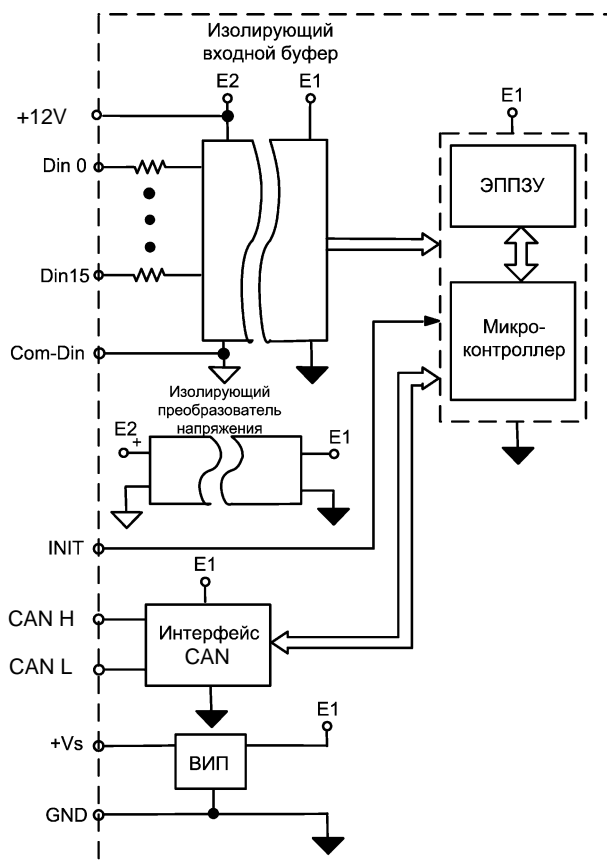 Изолирующий
входной буфер
E2
E1
+12V
E1
Din 0
ЭППЗУ
Din15
Микро-
контроллер
Com-Din
Изолирующий
преобразователь
напряжения
E2
+
E1
INIT
E1
CAN H
Интерфейс
CAN
CAN L
E1
+Vs
ВИП
GND